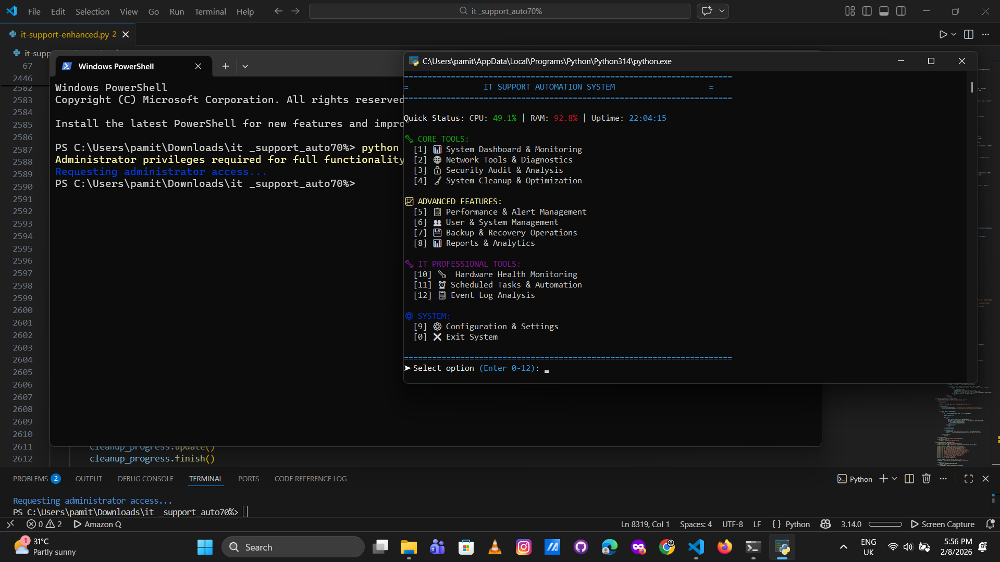 File Edit Selection View Go Run Terminal Help
it _support_auto70%
it-support-enhanced.py 2
it-supp
67
2446
2582
2583
2584
2585
2586
2587
2588
2589
2590
2591
2592
2593
2594
2595
2596
2597
2598
2599
2600
2601
2602
2603
2604
2605
2606
2607
2608
2609
2610
2611
2612
Windows PowerShell
Windows PowerShell
Copyright (C) Microsoft Corporation. All rights reserved
Install the latest PowerShell for new features and impro
PS C:\Users\pamit\Downloads\it _support_auto70%> python
Administrator privileges required for full functionality
Requesting administrator access...
PS C:\Users\pamit\Downloads\it _support_auto70%>
C:\Users\pamit\AppData\Local\Programs\Python\Python314\python.exe
======================================================================
= IT SUPPORT AUTOMATION SYSTEM =
======================================================================
Quick Status: CPU: 49.1% | RAM: 92.8% | Uptime: 22:04:15
CORE TOOLS:
[1] System Dashboard & Monitoring
[2] Network Tools & Diagnostics
[3] Security Audit & Analysis
[4] System Cleanup & Optimization
ADVANCED FEATURES:
[5] Performance & Alert Management
[6] User & System Management
[7] Backup & Recovery Operations
[8] Reports & Analytics
IT PROFESSIONAL TOOLS:
[10] Hardware Health Monitoring
[11] Scheduled Tasks & Automation
[12] Event Log Analysis
SYSTEM:
[9] Configuration & Settings
[0] Exit System
======================================================================
➤ Select option (Enter 0-12): _
cleanup_progress.update()
cleanup_progress.finish()
PROBLEMS 2 OUTPUT DEBUG CONSOLE TERMINAL PORTS CODE REFERENCE LOG
Python
Requesting administrator access...
PS C:\Users\pamit\Downloads\it _support_auto70%>
0 2 Amazon Q
Ln 8319, Col 1 Spaces: 4 UTF-8 LF { } Python 3.14.0 Screen Capture
1
31°C
Partly sunny
Search
ENG
UK
5:56 PM
2/8/2026